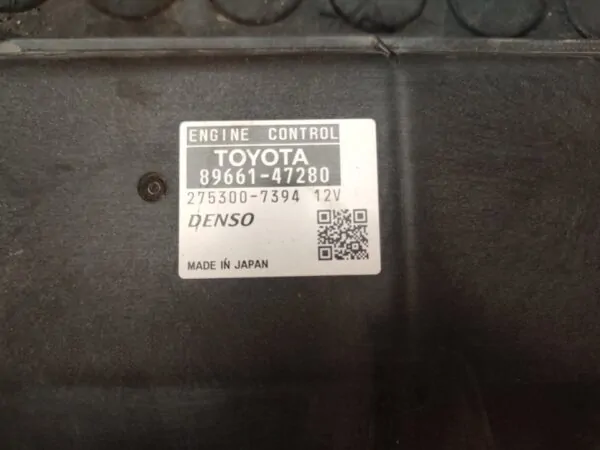 ENGINE CONTROL
TOYOTA
89661-47280
275300-7394 12V
DENSO
MADE IN JAPAN